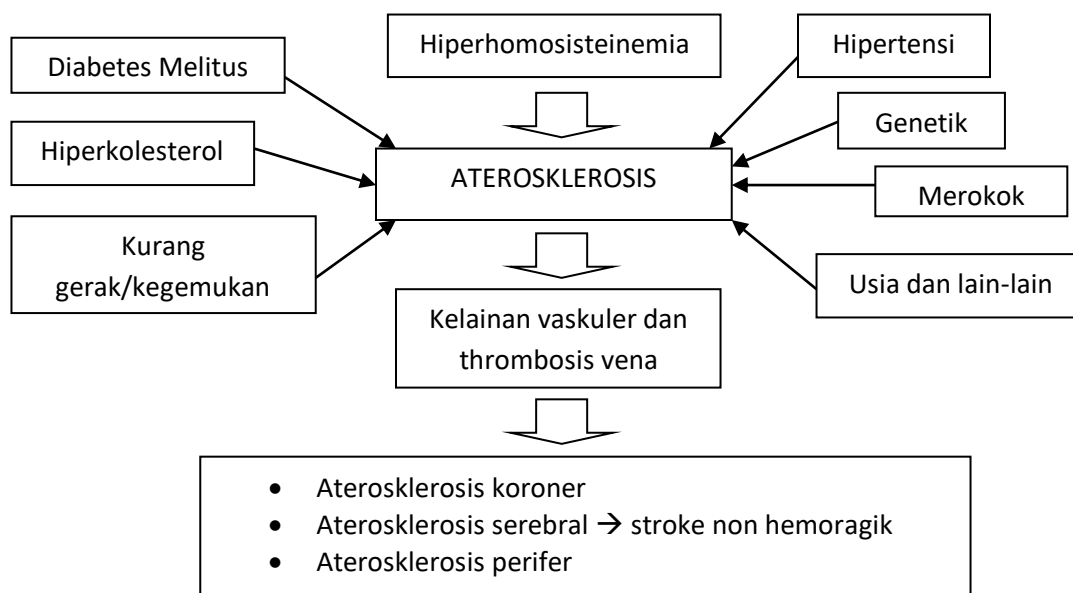 Hiperhomosisteinemia
Hipertensi
Diabetes Melitus
Genetik
Hiperkolesterol
ATEROSKLEROSIS
Merokok
Kurang
gerak/kegemukan
Usia dan lain-lain
Kelainan vaskuler dan
thrombosis vena
• Aterosklerosis koroner
• Aterosklerosis serebral → stroke non hemoragik
• Aterosklerosis perifer